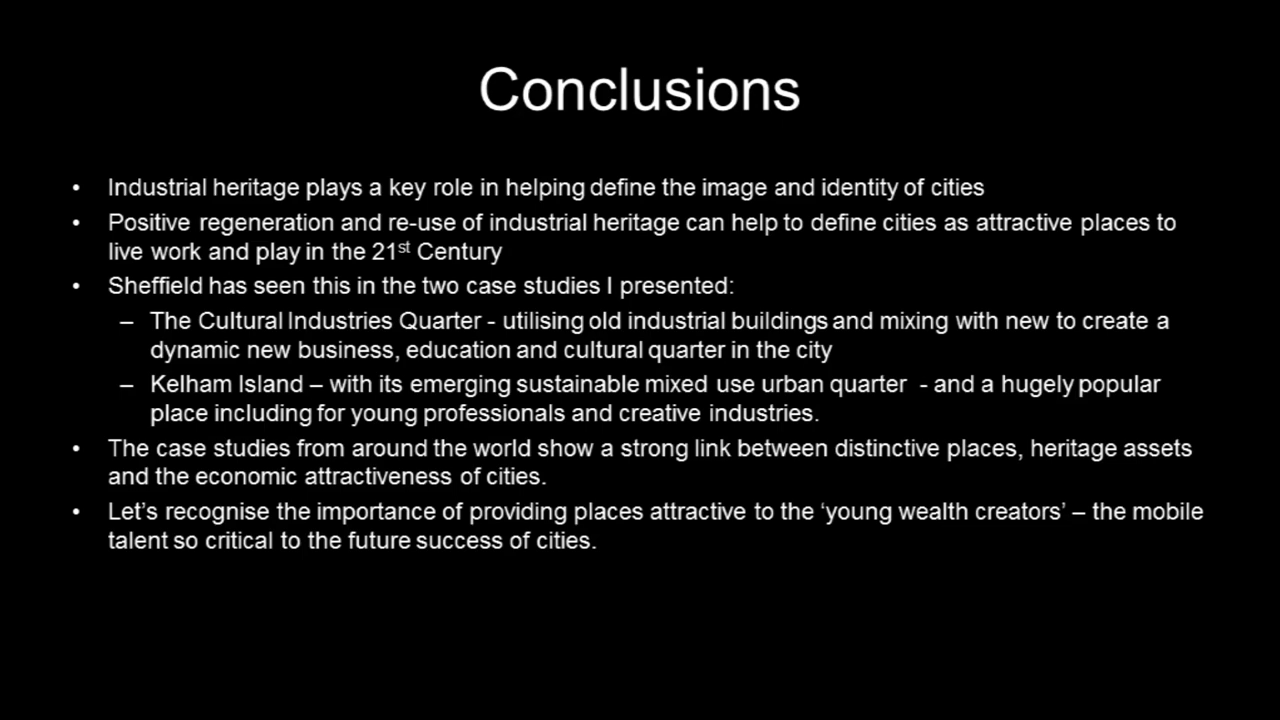 Conclusions
• Industrial heritage plays a key role in helping define the image and identity of cities
• Positive regeneration and re-use of industrial heritage can help to define cities as attractive places to
live work and play in the 21st Century
• Sheffield has seen this in the two case studies I presented:
– The Cultural Industries Quarter - utilising old industrial buildings and mixing with new to create a
dynamic new business, education and cultural quarter in the city
– Kelham Island – with its emerging sustainable mixed use urban quarter - and a hugely popular
place including for young professionals and creative industries.
• The case studies from around the world show a strong link between distinctive places, heritage assets
and the economic attractiveness of cities.
• Let’s recognise the importance of providing places attractive to the ‘young wealth creators’ – the mobile
talent so critical to the future success of cities.